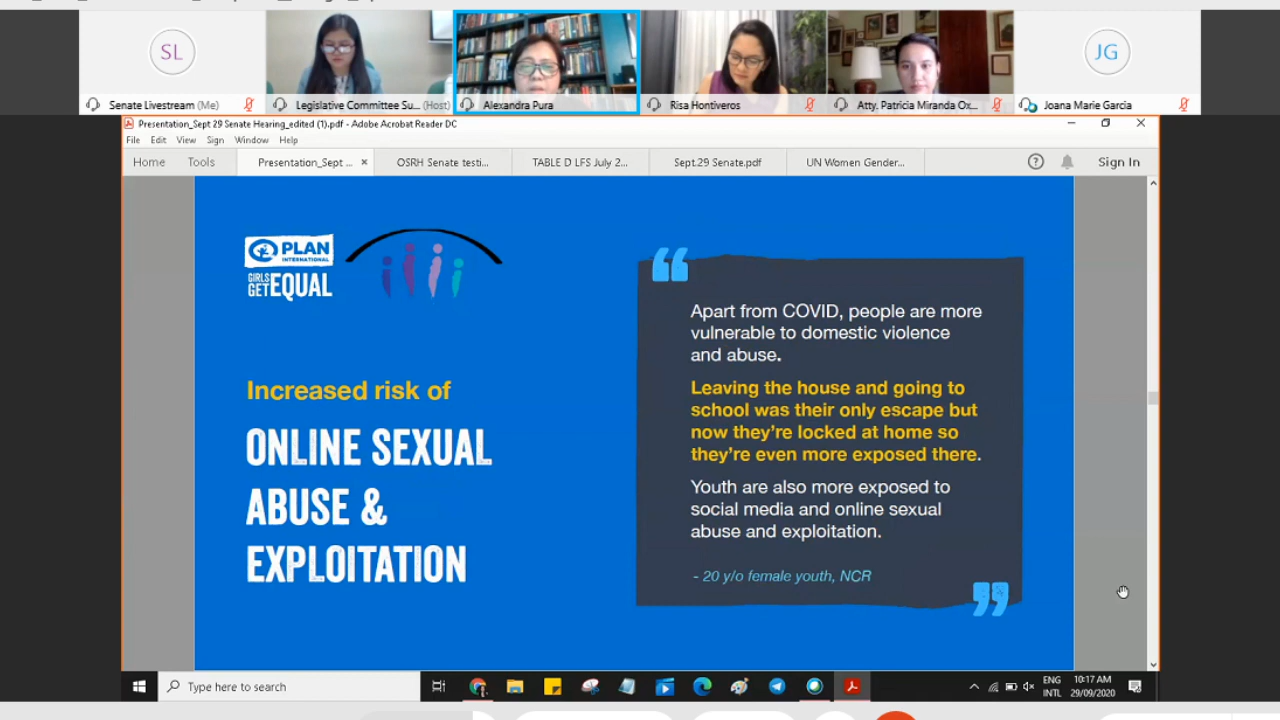 SL
JG
Senate Livestream (Me)
Legislative Committee Su... (Host)
Alexandra Pura
Risa Hontiveros
Atty. Patricia Miranda Ox...
Joana Marie Garcia
Presentation_Sept 29 Senate Hearing_edited (1).pdf - Adobe Acrobat Reader DC
File Edit View Sign Window Help
Home Tools Presentation_Sept ... × OSRH Senate testi... TABLE D LFS July 2... Sept.29 Senate.pdf UN Women Gender... Sign In
PLAN
INTERNATIONAL
GIRLS
GET EQUAL
Increased risk of
ONLINE SEXUAL
ABUSE &
EXPLOITATION
“
Apart from COVID, people are more
vulnerable to domestic violence
and abuse.
Leaving the house and going to
school was their only escape but
now they're locked at home so
they're even more exposed there.
Youth are also more exposed to
social media and online sexual
abuse and exploitation.
- 20 y/o female youth, NCR
”
Type here to search
ENG
INTL
10:17 AM
29/09/2020